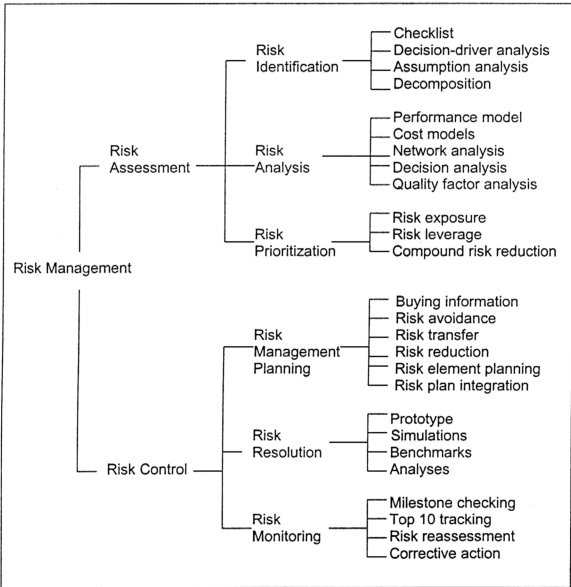 Risk Management
Risk
Assessment
Risk
Identification
Checklist
Decision-driver analysis
Assumption analysis
Decomposition
Risk
Analysis
Performance model
Cost models
Network analysis
Decision analysis
Quality factor analysis
Risk
Prioritization
Risk exposure
Risk leverage
Compound risk reduction
Risk Control
Risk
Management
Planning
Buying information
Risk avoidance
Risk transfer
Risk reduction
Risk element planning
Risk plan integration
Risk
Resolution
Prototype
Simulations
Benchmarks
Analyses
Risk
Monitoring
Milestone checking
Top 10 tracking
Risk reassessment
Corrective action